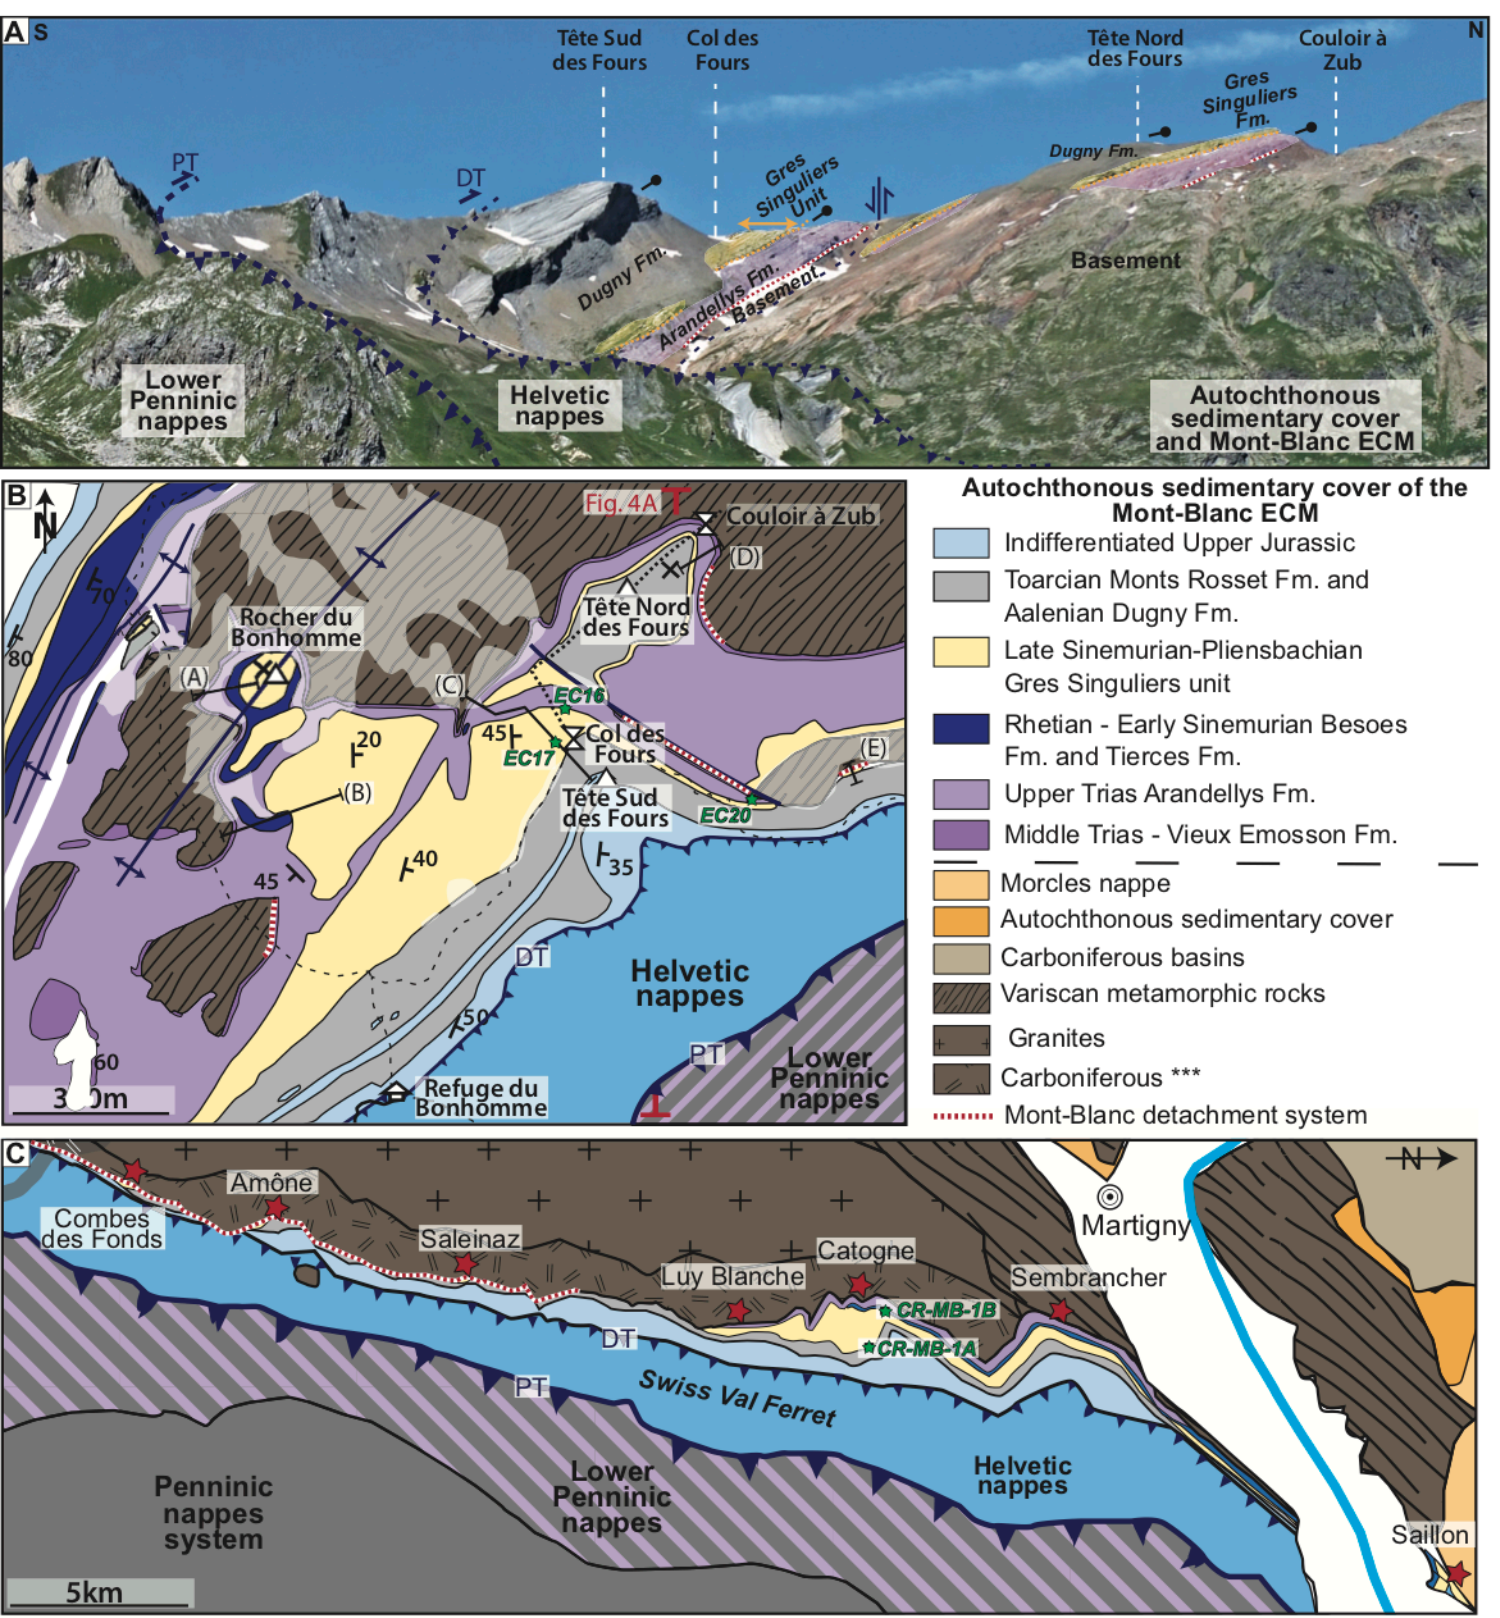 A S
N
Tête Sud
des Fours
Col des
Fours
Tête Nord
des Fours
Couloir à
Zub
PT
DT
Gres
Singuliers
Unit
Gres
Singuliers
Fm.
Dugny Fm.
Dugny Fm.
Arandellys Fm.
Basement
Basement
Lower
Penninic
nappes
Helvetic
nappes
Autochthonous
sedimentary cover
and Mont-Blanc ECM
B
N
Fig. 4A
Couloir à Zub
(D)
70
80
Rocher du
Bonhomme
Tête Nord
des Fours
(A)
(C)
EC16
45
Col des
Fours
EC17
20
(E)
(B)
Tête Sud
des Fours
EC20
40
35
45
DT
Helvetic
nappes
50
60
PT
Lower
Penninic
nappes
Refuge du
Bonhomme
Autochthonous sedimentary cover of the
Mont-Blanc ECM
Indifferentiated Upper Jurassic
Toarcian Monts Rosset Fm. and
Aalenian Dugny Fm.
Late Sinemurian-Pliensbachian
Gres Singuliers unit
Rhetian - Early Sinemurian Besoes
Fm. and Tierces Fm.
Upper Trias Arandellys Fm.
Middle Trias - Vieux Emosson Fm.
Morcles nappe
Autochthonous sedimentary cover
Carboniferous basins
Variscan metamorphic rocks
Granites
Carboniferous ***
Mont-Blanc detachment system
C
N
Amône
Combes
des Fonds
Saleinaz
Catogne
Luy Blanche
Martigny
Sembrancher
CR-MB-1B
CR-MB-1A
DT
PT
Swiss Val Ferret
Helvetic
nappes
Lower
Penninic
nappes
Penninic
nappes
system
Saillon
5km